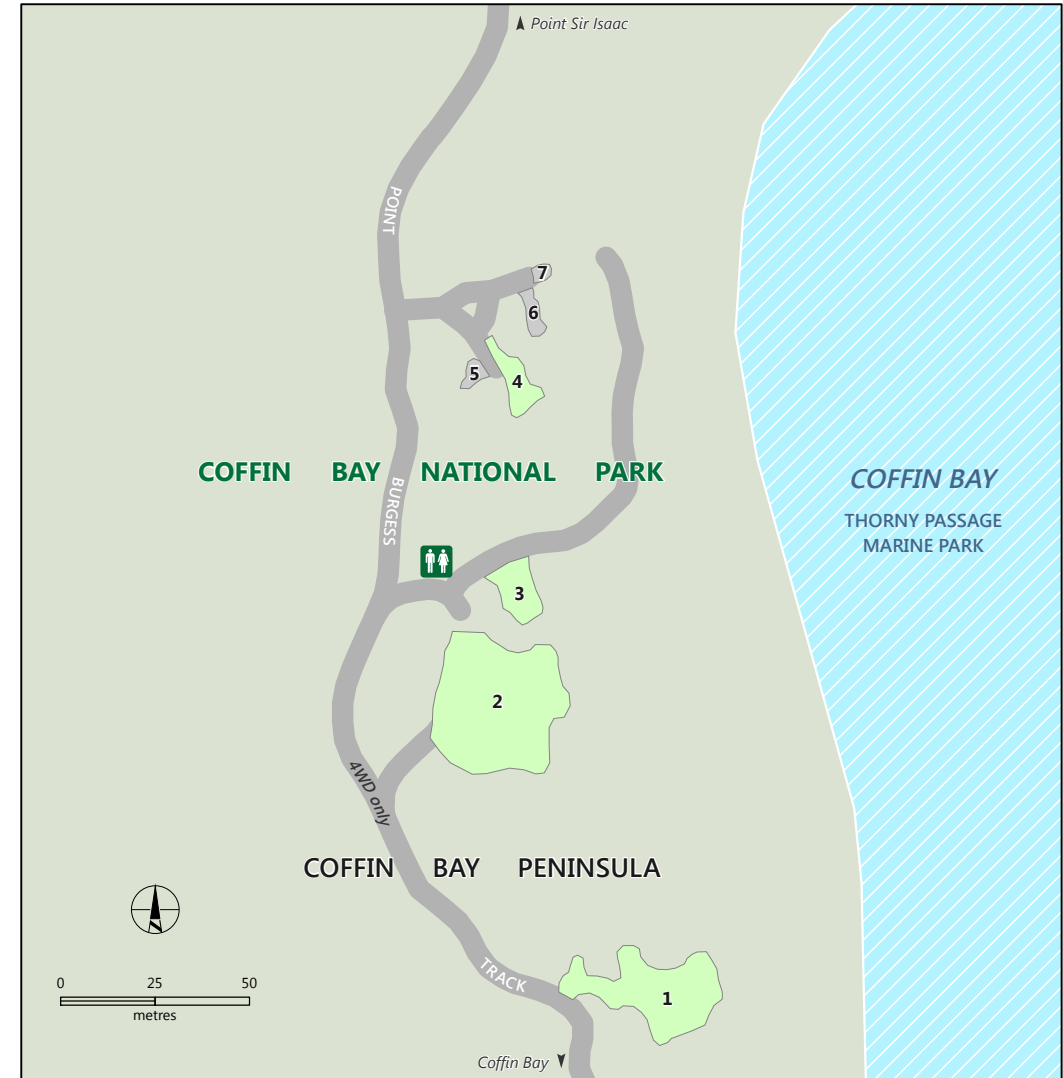 Point Sir Isaac
POINT
7
6
5
4
COFFIN BAY NATIONAL PARK
COFFIN BAY
THORNY PASSAGE
MARINE PARK
BURGESS
3
2
4WD only
COFFIN BAY PENINSULA
0 25 50
metres
TRACK
1
Coffin Bay